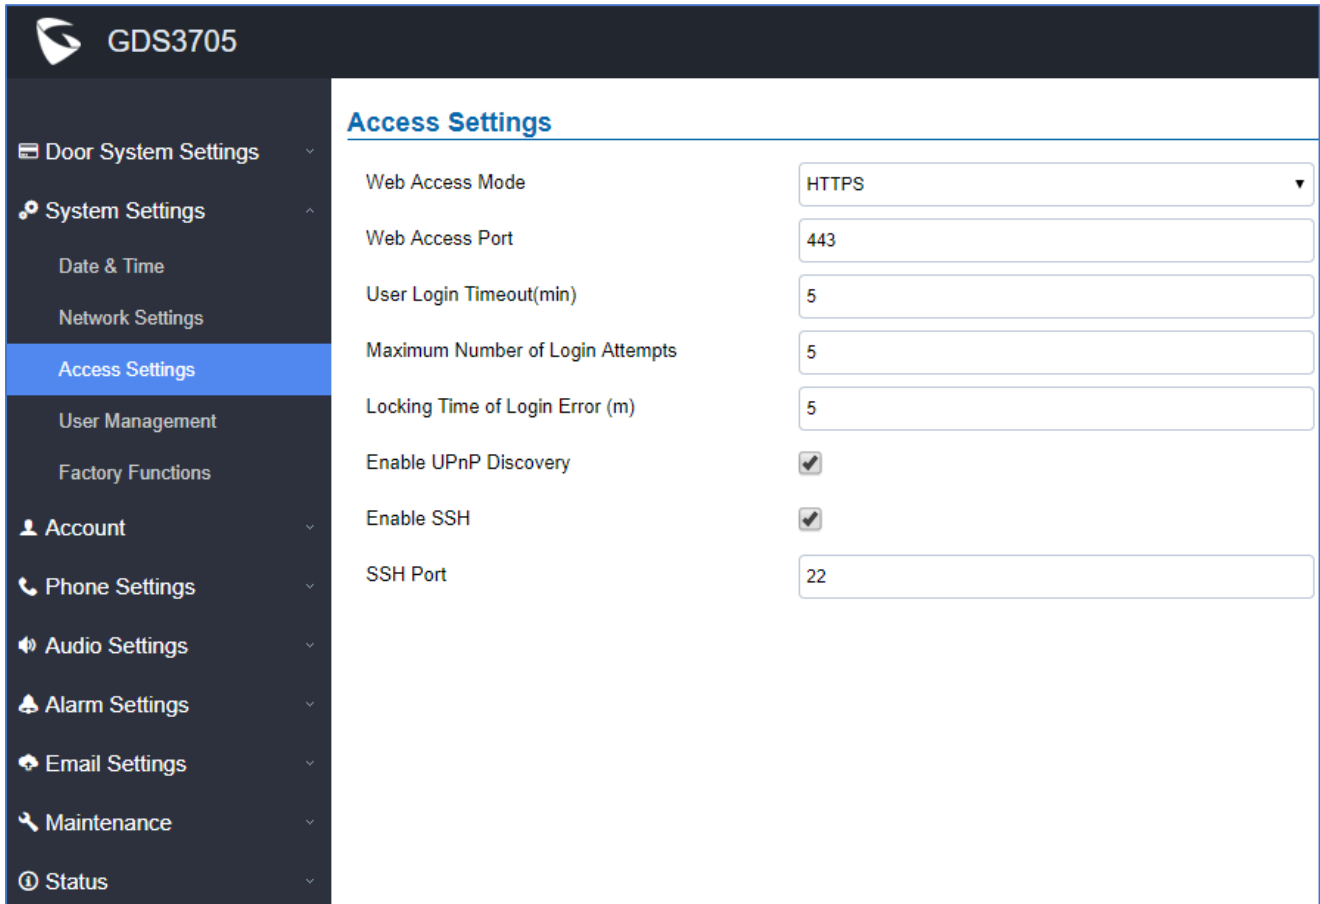 GDS3705
Door System Settings
System Settings
Date & Time
Network Settings
Access Settings
User Management
Factory Functions
Account
Phone Settings
Audio Settings
Alarm Settings
Email Settings
Maintenance
Status
Access Settings
Web Access Mode HTTPS
Web Access Port 443
User Login Timeout(min) 5
Maximum Number of Login Attempts 5
Locking Time of Login Error (m) 5
Enable UPnP Discovery
Enable SSH
SSH Port 22